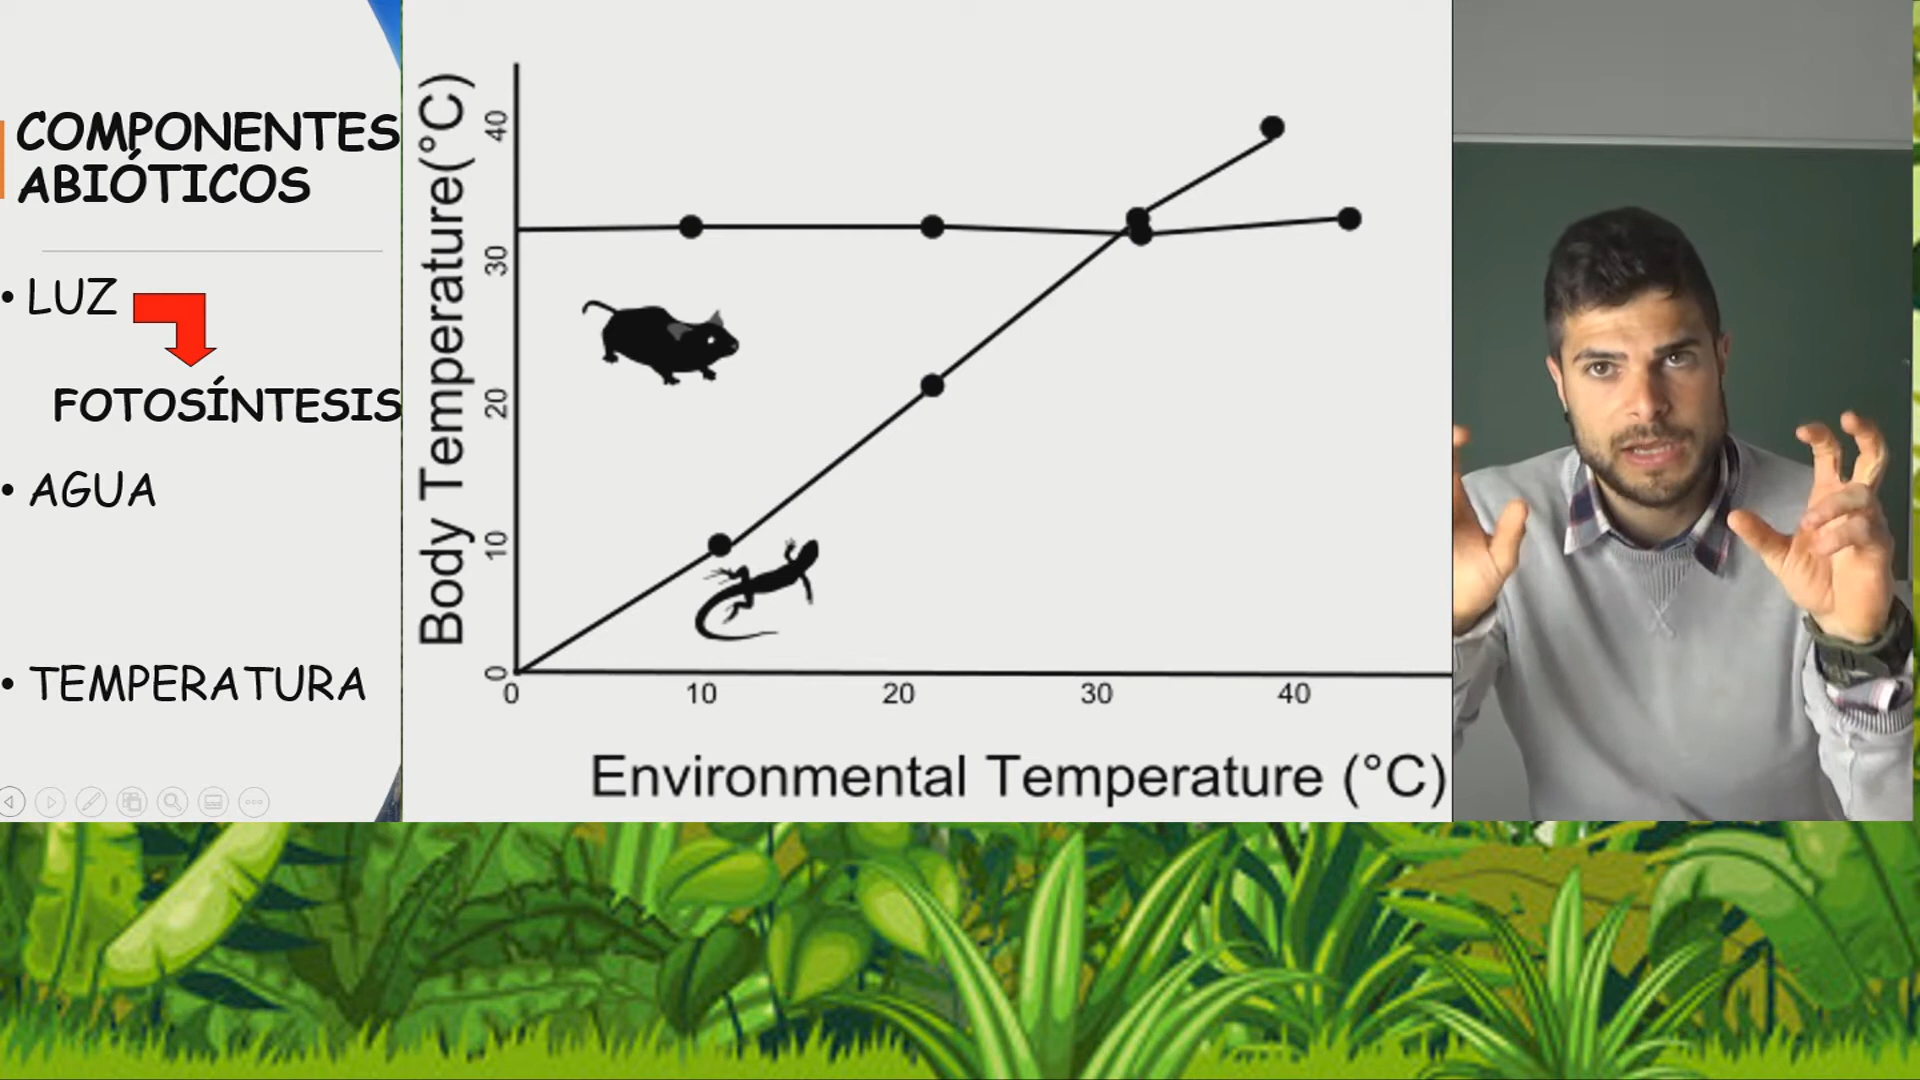 COMPONENTES
ABIÓTICOS
• LUZ
FOTOSÍNTESIS
• AGUA
• TEMPERATURA
Body Temperature(°C)
40
30
20
10
0
0 10 20 30 40
Environmental Temperature (°C)